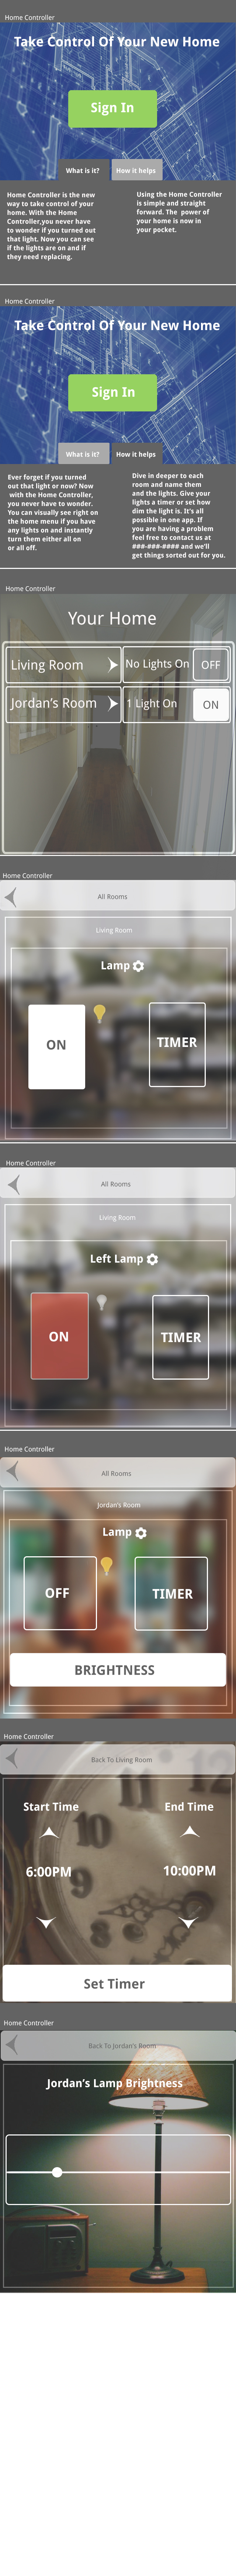 Home Controller
Take Control Of Your New Home
Sign In
What is it?
How it helps
Home Controller is the new
way to take control of your
home. With the Home
Controller,you never have
to wonder if you turned out
that light. Now you can see
if the lights are on and if
they need replacing.
Using the Home Controller
is simple and straight
forward. The power of
your home is now in
your pocket.
Home Controller
Take Control Of Your New Home
Sign In
What is it?
How it helps
Ever forget if you turned
out that light or now? Now
with the Home Controller,
you never have to wonder.
You can visually see right on
the home menu if you have
any lights on and instantly
turn them either all on
or all off.
Dive in deeper to each
room and name them
and the lights. Give your
lights a timer or set how
dim the light is. It's all
possible in one app. If
you are having a problem
feel free to contact us at
###-###-#### and we'll
get things sorted out for you.
Home Controller
Your Home
Living Room
No Lights On
OFF
Jordan's Room
1 Light On
ON
Home Controller
All Rooms
Living Room
Lamp
ON
TIMER
Home Controller
All Rooms
Living Room
Left Lamp
ON
TIMER
Home Controller
All Rooms
Jordan's Room
Lamp
OFF
TIMER
BRIGHTNESS
Home Controller
Back To Living Room
Start Time
End Time
6:00PM
10:00PM
Set Timer
Home Controller
Back To Jordan's Room
Jordan's Lamp Brightness